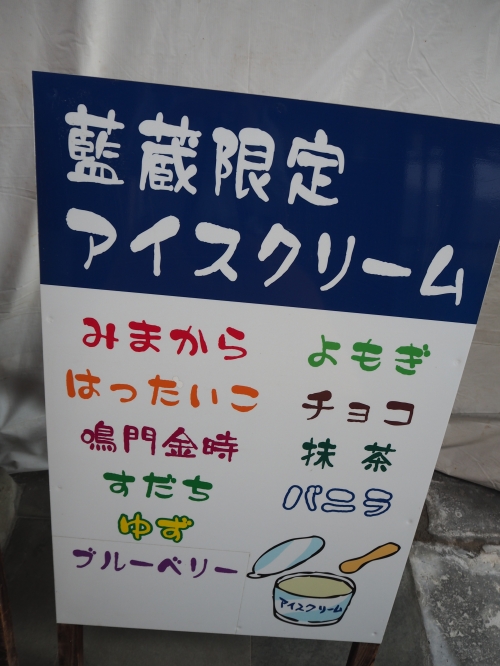 藍蔵限定
アイスクリーム
みまから
はったいこ
鳴門金時
すだち
ゆず
ブルーベリー
よもぎ
チョコ
抹茶
バニラ
アイスクリーム